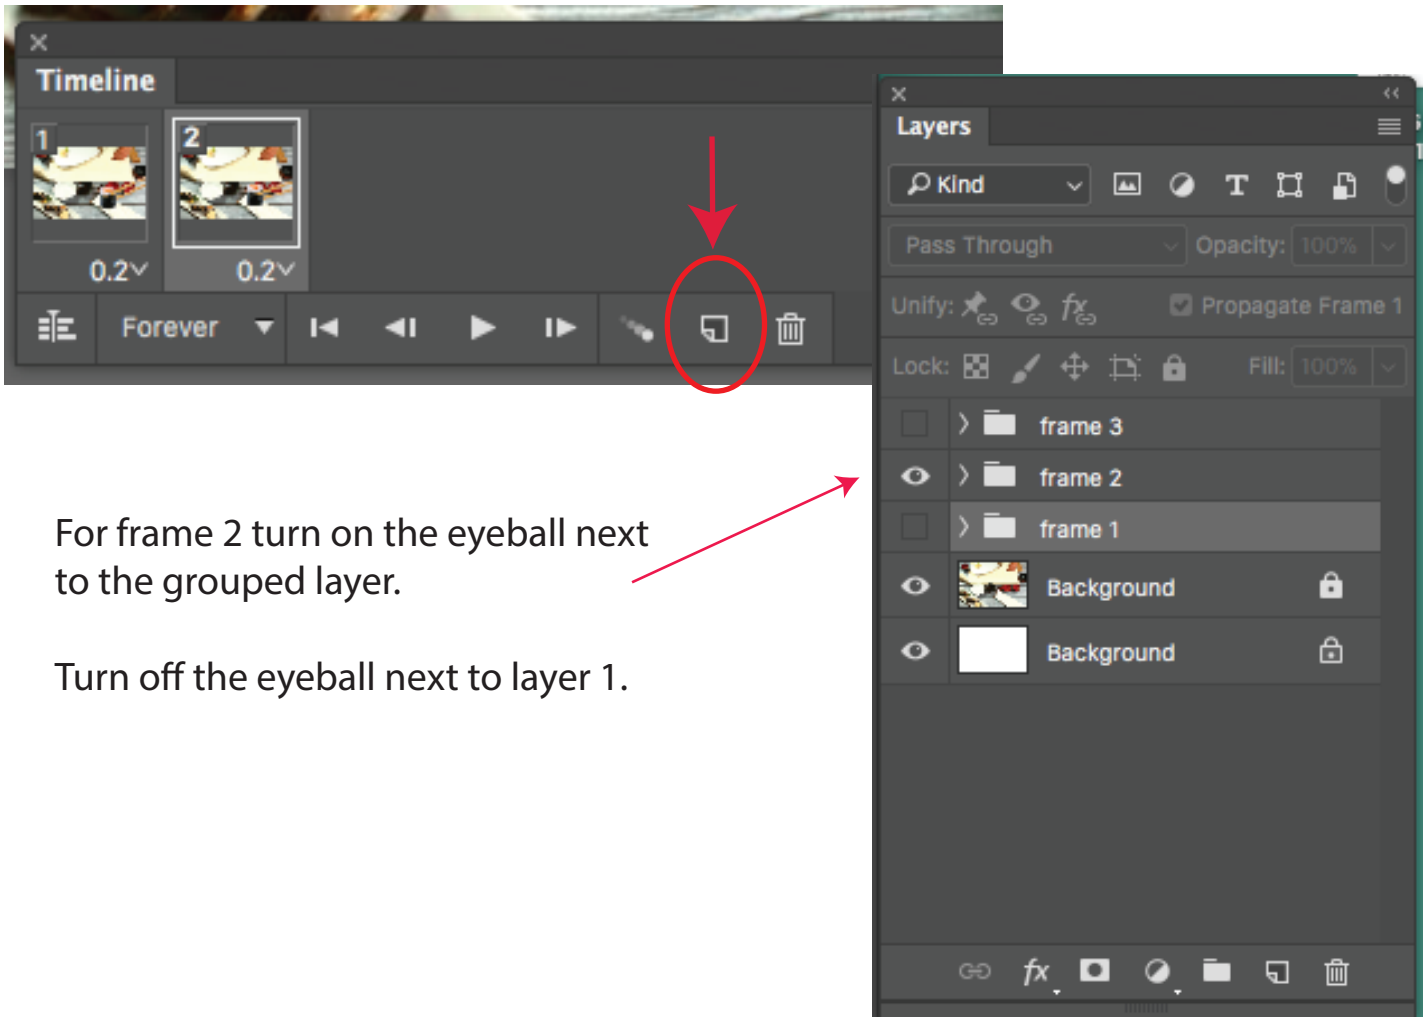 Timeline
1
2
0.2
0.2
Forever
Layers
Kind
T
Pass Through
Opacity: 100%
Unify: fx
Propagate Frame 1
Lock:
Fill: 100%
frame 3
frame 2
frame 1
Background
Background
fx
For frame 2 turn on the eyeball next
to the grouped layer.
Turn off the eyeball next to layer 1.